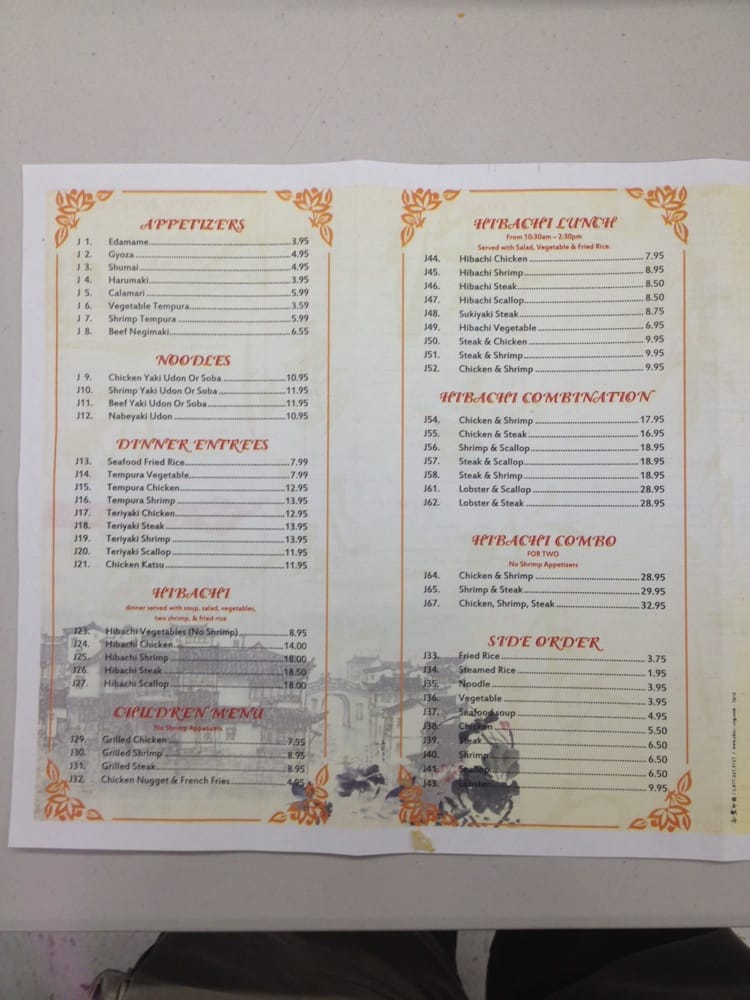 APPETIZERS
J 1. Edamame 3.95
J 2. Gyoza 4.95
J 3. Shumai 4.95
J 4. Harumaki 3.95
J 5. Calamari 5.99
J 6. Vegetable Tempura 3.59
J 7. Shrimp Tempura 5.99
J 8. Beef Negimaki 6.55
NOODLES
J 9. Chicken Yaki Udon Or Soba 10.95
J10. Shrimp Yaki Udon Or Soba 11.95
J11. Beef Yaki Udon Or Soba 11.95
J12. Nabeyaki Udon 10.95
DINNER ENTREES
J13. Seafood Fried Rice 7.99
J14. Tempura Vegetable 7.99
J15. Tempura Chicken 12.95
J16. Tempura Shrimp 13.95
J17. Teriyaki Chicken 12.95
J18. Teriyaki Steak 13.95
J19. Teriyaki Shrimp 13.95
J20. Teriyaki Scallop 11.95
J21. Chicken Katsu 11.95
HIBACHI
dinner served with soup, salad, vegetables,
two shrimp, & fried rice
J23. Hibachi Vegetables (No Shrimp) 8.95
J24. Hibachi Chicken 14.00
J25. Hibachi Shrimp 18.00
J26. Hibachi Steak 18.50
J27. Hibachi Scallop 18.00
CHILDREN MENU
No Shrimp Appetizers
J29. Grilled Chicken 7.95
J30. Grilled Shrimp 8.95
J31. Grilled Steak 8.95
J32. Chicken Nugget & French Fries 4.95
HIBACHI LUNCH
From 10:30am – 2:30pm
Served with Salad, Vegetable & Fried Rice.
J44. Hibachi Chicken 7.95
J45. Hibachi Shrimp 8.95
J46. Hibachi Steak 8.50
J47. Hibachi Scallop 8.50
J48. Sukiyaki Steak 8.75
J49. Hibachi Vegetable 6.95
J50. Steak & Chicken 9.95
J51. Steak & Shrimp 9.95
J52. Chicken & Shrimp 9.95
HIBACHI COMBINATION
J54. Chicken & Shrimp 17.95
J55. Chicken & Steak 16.95
J56. Shrimp & Scallop 18.95
J57. Steak & Scallop 18.95
J58. Steak & Shrimp 18.95
J61. Lobster & Scallop 28.95
J62. Lobster & Steak 28.95
HIBACHI COMBO
FOR TWO
No Shrimp Appetizers
J64. Chicken & Shrimp 28.95
J65. Shrimp & Steak 29.95
J67. Chicken, Shrimp, Steak 32.95
SIDE ORDER
J33. Fried Rice 3.75
J34. Steamed Rice 1.95
J35. Noodle 3.95
J36. Vegetable 3.95
J37. Seafood soup 4.95
J38. Chicken 5.50
J39. Steak 6.50
J40. Shrimp 6.50
J41. Scallop 6.50
J43. Lobster 9.95